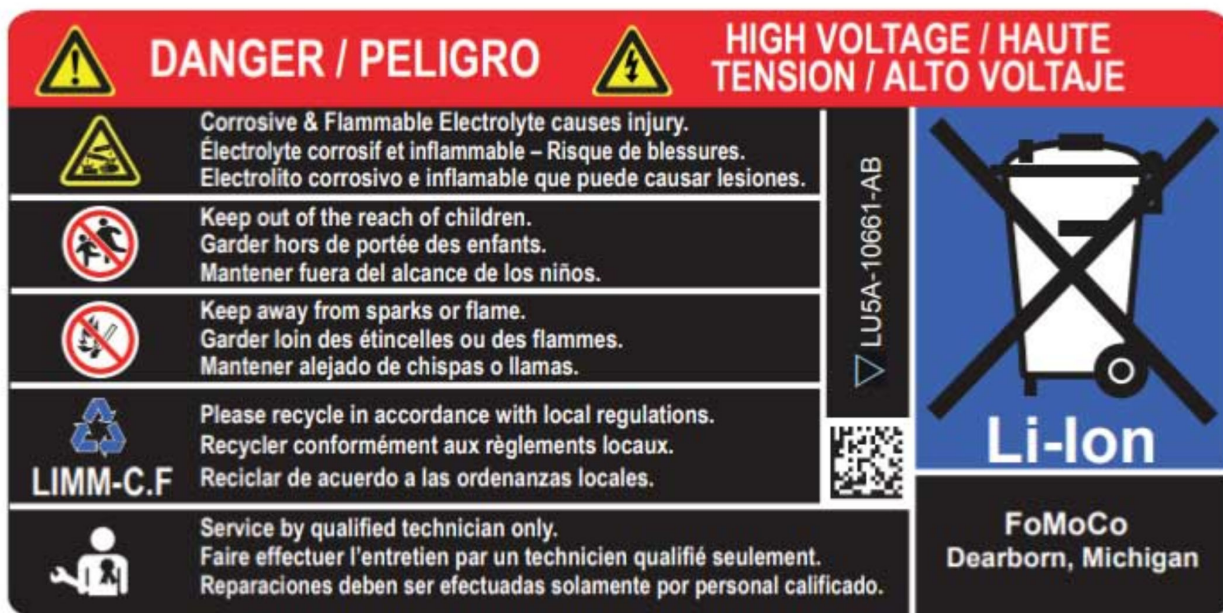 DANGER / PELIGRO
HIGH VOLTAGE / HAUTE
TENSION / ALTO VOLTAJE
Corrosive & Flammable Electrolyte causes injury.
Électrolyte corrosif et inflammable – Risque de blessures.
Electrolito corrosivo e inflamable que puede causar lesiones.
Keep out of the reach of children.
Garder hors de portée des enfants.
Mantener fuera del alcance de los niños.
Keep away from sparks or flame.
Garder loin des étincelles ou des flammes.
Mantener alejado de chispas o llamas.
LIMM-C.F
Please recycle in accordance with local regulations.
Recycler conformément aux règlements locaux.
Reciclar de acuerdo a las ordenanzas locales.
Service by qualified technician only.
Faire effectuer l'entretien par un technicien qualifié seulement.
Reparaciones deben ser efectuadas solamente por personal calificado.
LU5A-10661-AB
Li-Ion
FoMoCo
Dearborn, Michigan